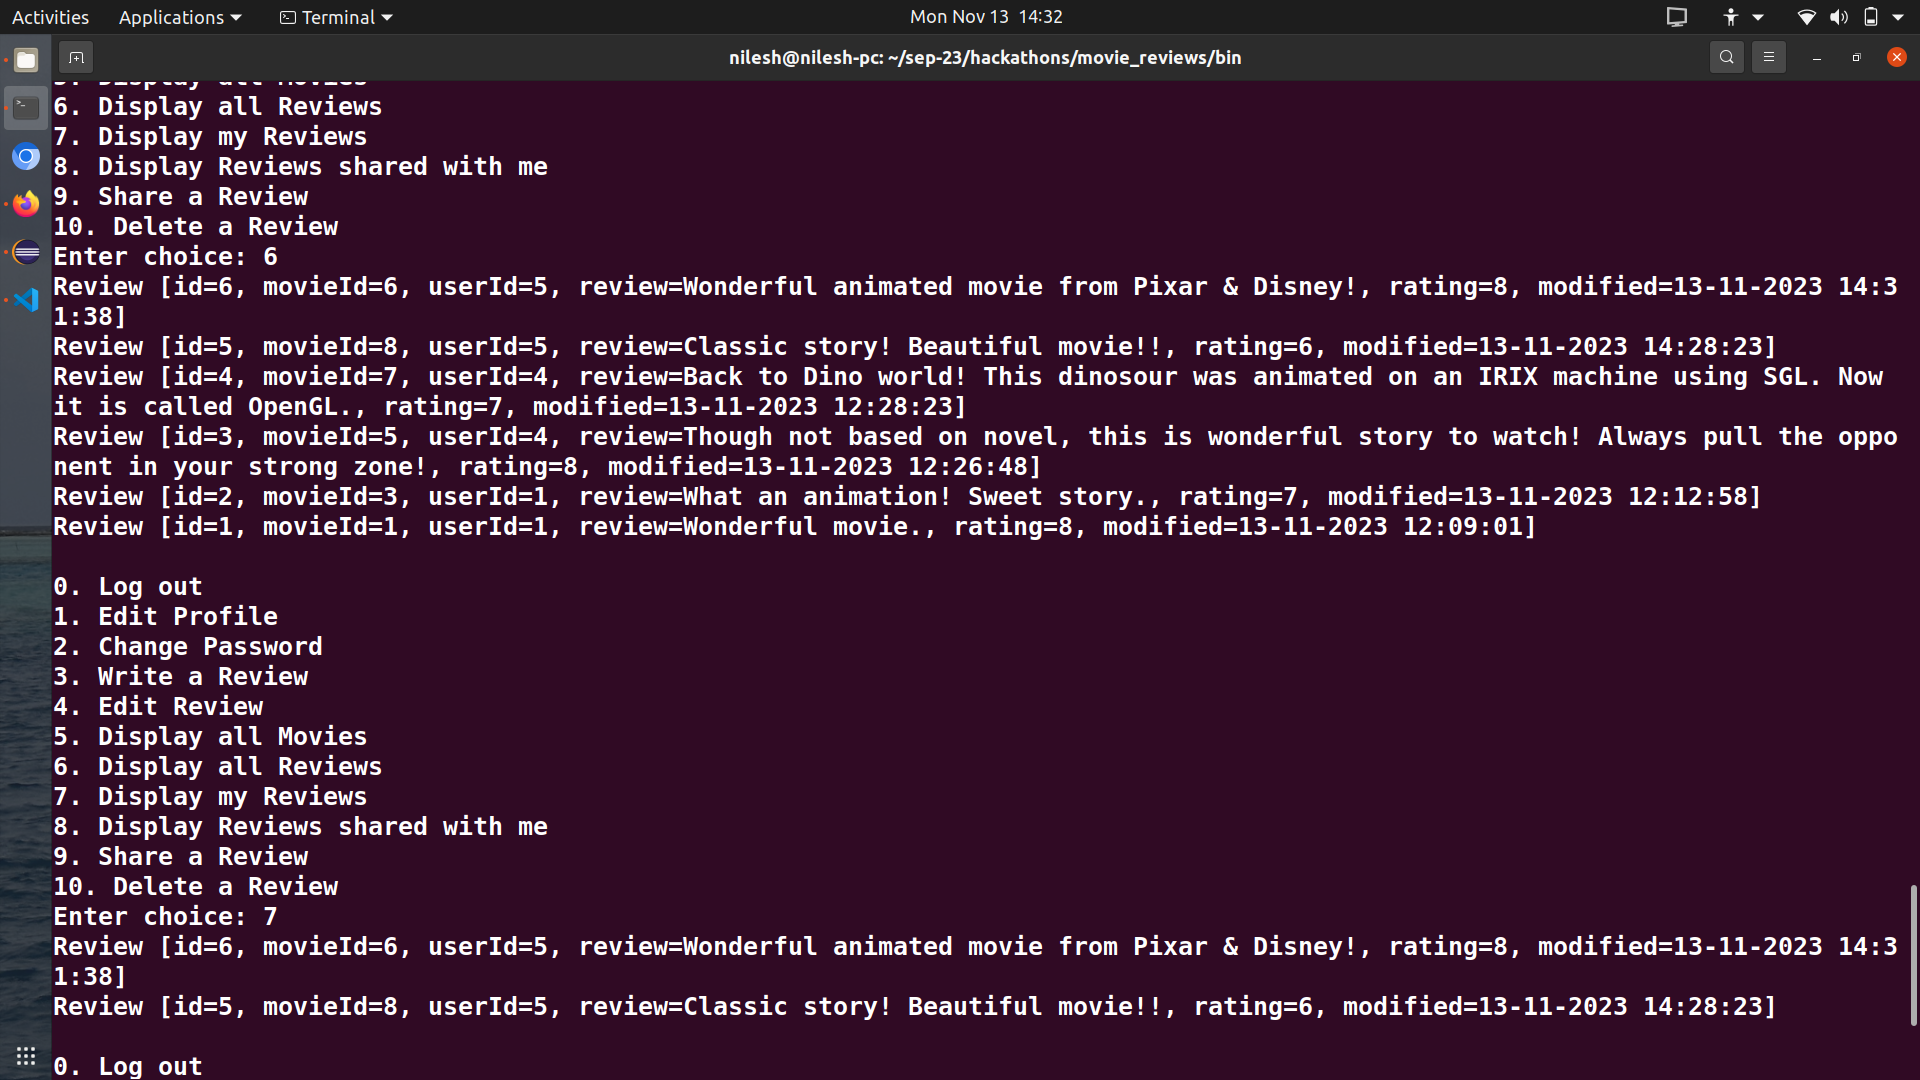 Activities Applications Terminal Mon Nov 13 14:32
nilesh@nilesh-pc: ~/sep-23/hackathons/movie_reviews/bin
5. Display all Movies
6. Display all Reviews
7. Display my Reviews
8. Display Reviews shared with me
9. Share a Review
10. Delete a Review
Enter choice: 6
Review [id=6, movieId=6, userId=5, review=Wonderful animated movie from Pixar & Disney!, rating=8, modified=13-11-2023 14:3
1:38]
Review [id=5, movieId=8, userId=5, review=Classic story! Beautiful movie!!, rating=6, modified=13-11-2023 14:28:23]
Review [id=4, movieId=7, userId=4, review=Back to Dino world! This dinosour was animated on an IRIX machine using SGL. Now
it is called OpenGL., rating=7, modified=13-11-2023 12:28:23]
Review [id=3, movieId=5, userId=4, review=Though not based on novel, this is wonderful story to watch! Always pull the oppo
nent in your strong zone!, rating=8, modified=13-11-2023 12:26:48]
Review [id=2, movieId=3, userId=1, review=What an animation! Sweet story., rating=7, modified=13-11-2023 12:12:58]
Review [id=1, movieId=1, userId=1, review=Wonderful movie., rating=8, modified=13-11-2023 12:09:01]
0. Log out
1. Edit Profile
2. Change Password
3. Write a Review
4. Edit Review
5. Display all Movies
6. Display all Reviews
7. Display my Reviews
8. Display Reviews shared with me
9. Share a Review
10. Delete a Review
Enter choice: 7
Review [id=6, movieId=6, userId=5, review=Wonderful animated movie from Pixar & Disney!, rating=8, modified=13-11-2023 14:3
1:38]
Review [id=5, movieId=8, userId=5, review=Classic story! Beautiful movie!!, rating=6, modified=13-11-2023 14:28:23]
0. Log out